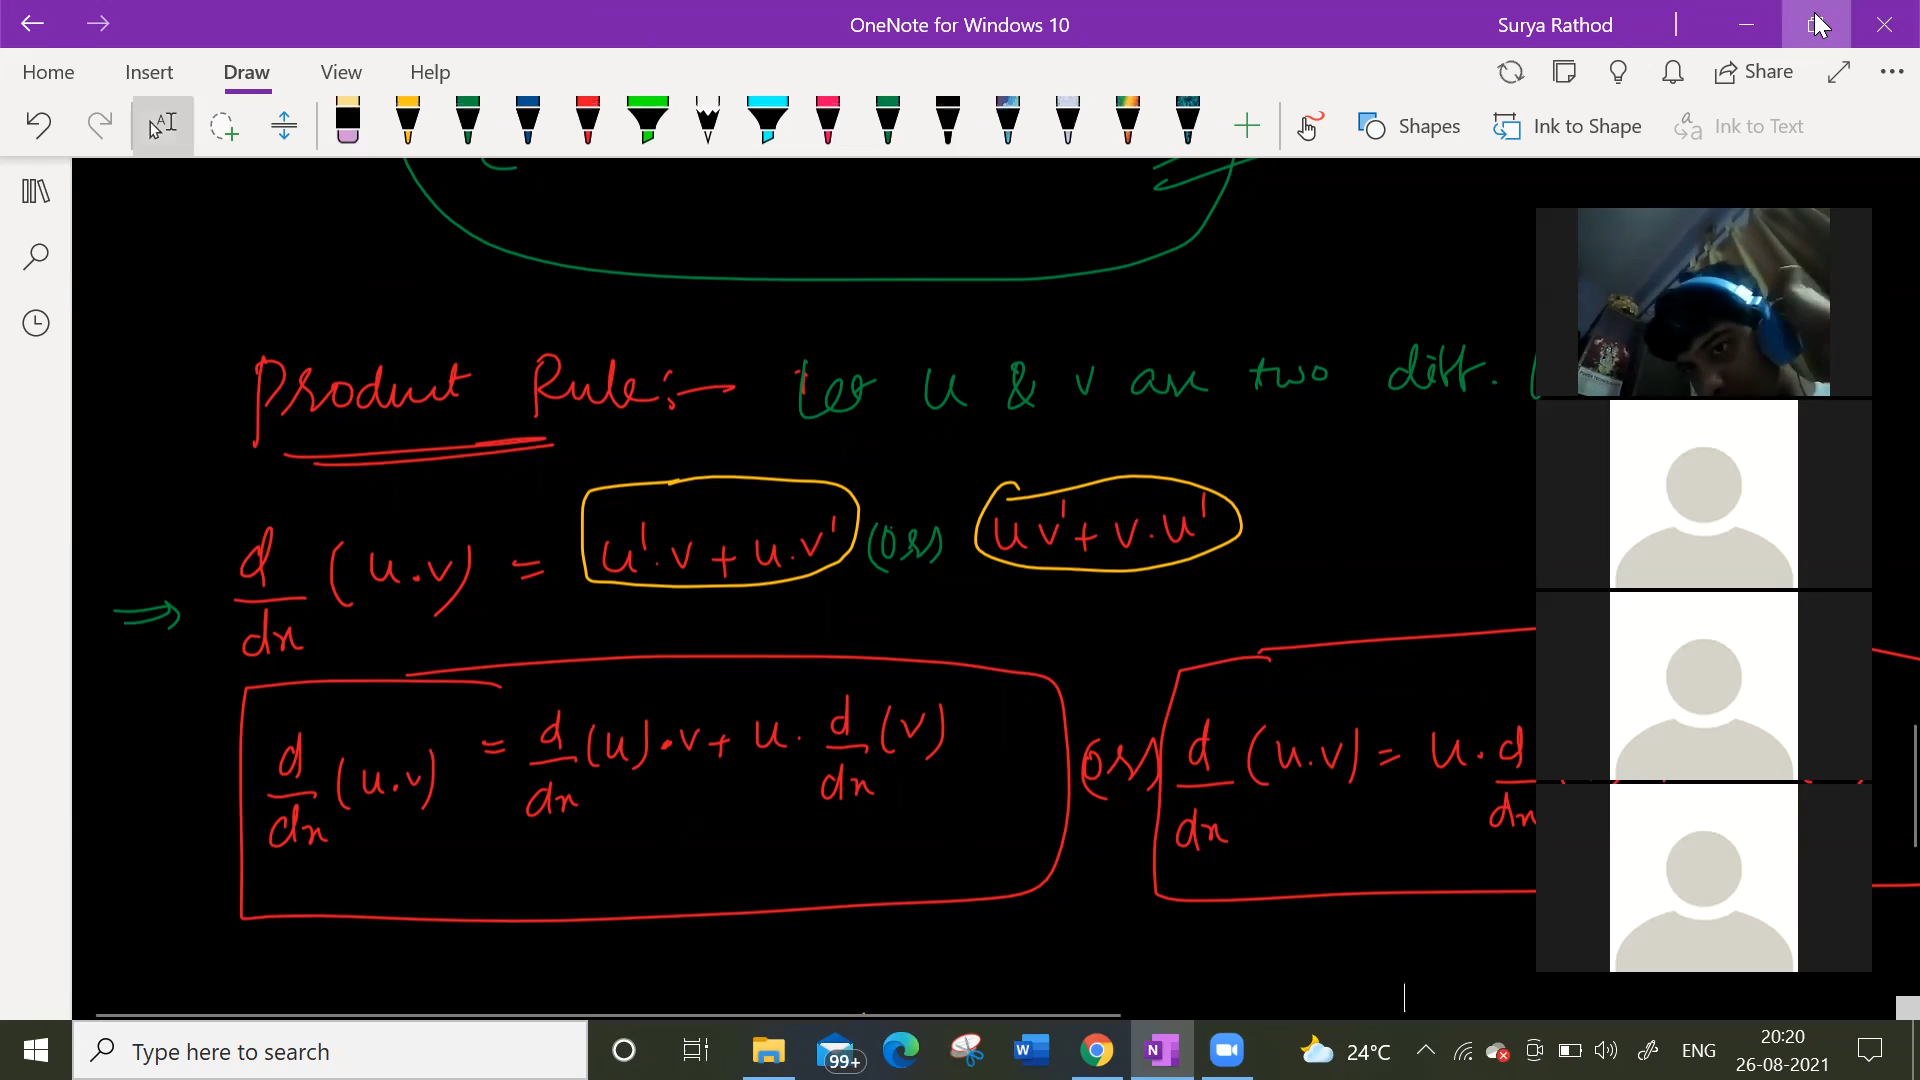 OneNote for Windows 10
Surya Rathod
Home Insert Draw View Help
Share
Shapes Ink to Shape Ink to Text
Product Rule:- Let u & v are two diff.
d/dx (u.v) = u'.v + u.v' (or) uv' + v.u'
d/dx (u.v) = d/dx (u).v + u. d/dx (v) (or) d/dx (u.v) = u. d/dx
Type here to search
99+
24°C
ENG
20:20
26-08-2021